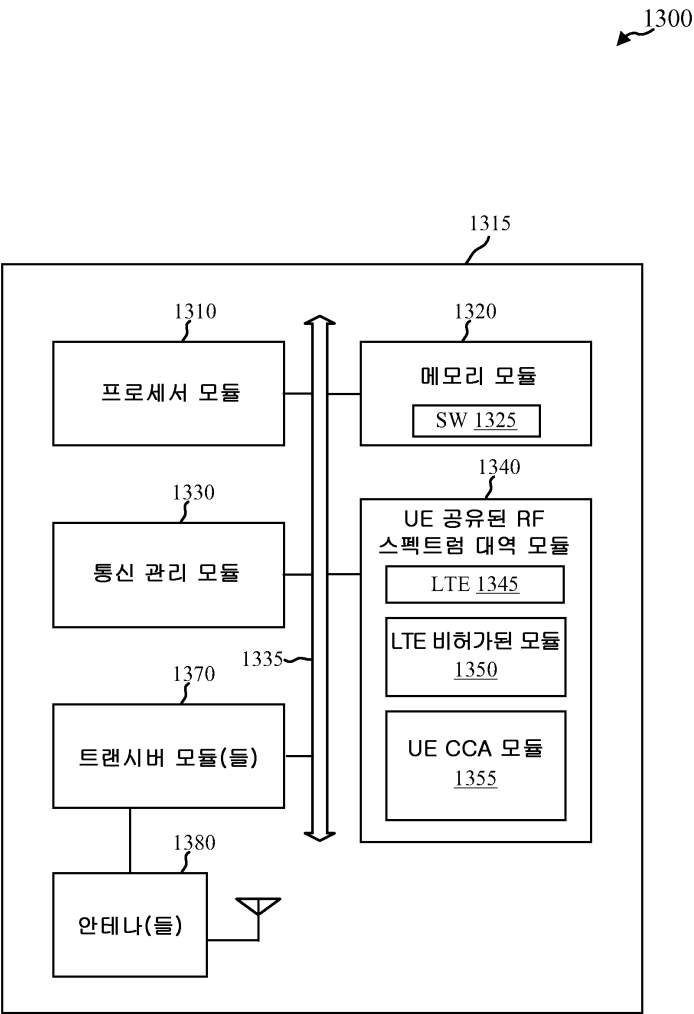 1300
1315
1310
프로세서 모듈
1320
메모리 모듈
SW 1325
1330
통신 관리 모듈
1340
UE 공유된 RF
스펙트럼 대역 모듈
LTE 1345
LTE 비허가된 모듈
1350
UE CCA 모듈
1355
1335
1370
트랜시버 모듈(들)
1380
안테나(들)